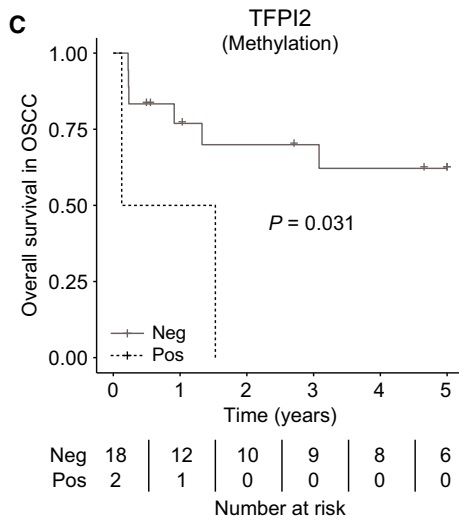 C
TFPI2
(Methylation)
Overall survival in OSCC
1.00
0.75
0.50
0.25
0.00
P = 0.031
Neg
Pos
0 1 2 3 4 5
Time (years)
Neg 18 12 10 9 8 6
Pos 2 1 0 0 0 0
Number at risk